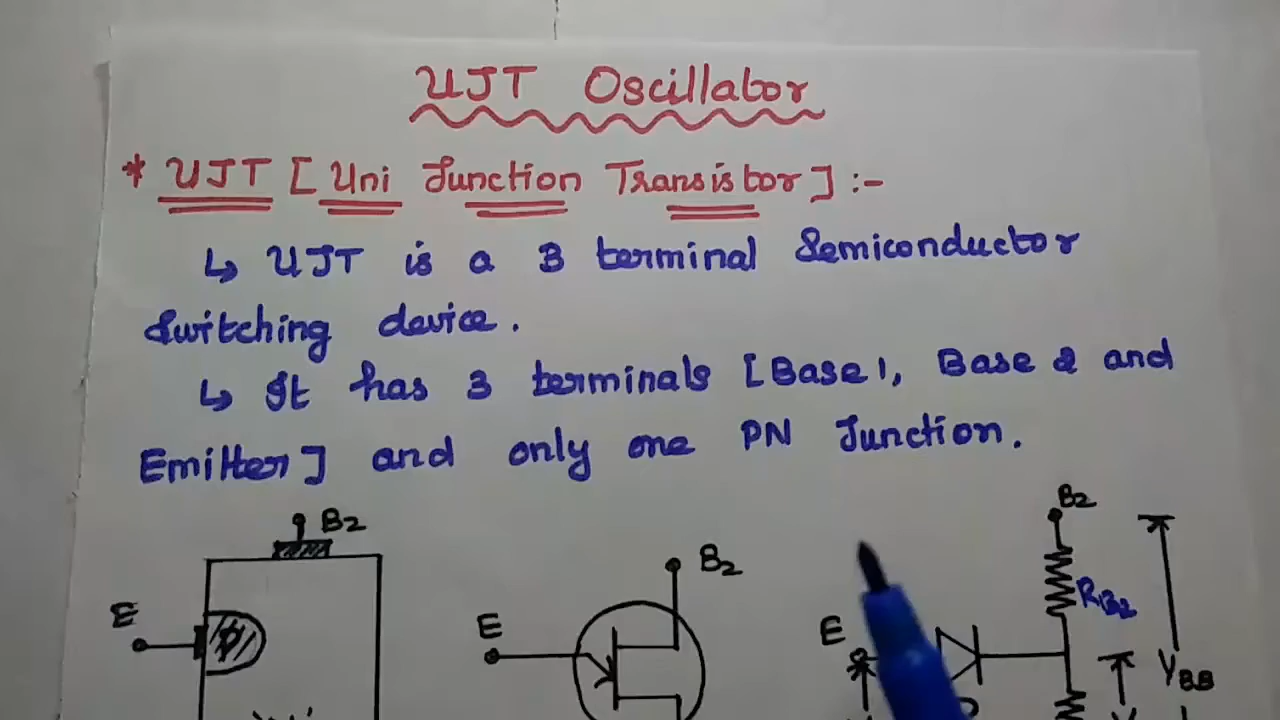 UJT Oscillator
* UJT [Uni Junction Transistor] :-
↳ UJT is a 3 terminal Semiconductor
Switching device.
↳ It has 3 terminals [Base 1, Base 2 and
Emitter] and only one PN Junction.
B2
E
P
B2
E
B2
RB2
E
VBB